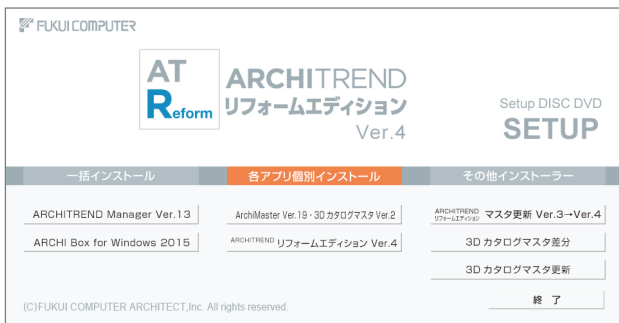 FUKUI COMPUTER
AT
Reform
ARCHITREND
リフォームエディション
Ver.4
Setup DISC DVD
SETUP
一括インストール
各アプリ個別インストール
その他インストーラー
ARCHITREND Manager Ver.13
ArchiMaster Ver.19・3D カタログマスタ Ver.2
ARCHITREND リフォームエディション マスタ更新 Ver.3→Ver.4
ARCHI Box for Windows 2015
ARCHITREND リフォームエディション Ver.4
3D カタログマスタ差分
3D カタログマスタ更新
終 了
(C)FUKUI COMPUTER ARCHITECT,Inc. All rights reserved.